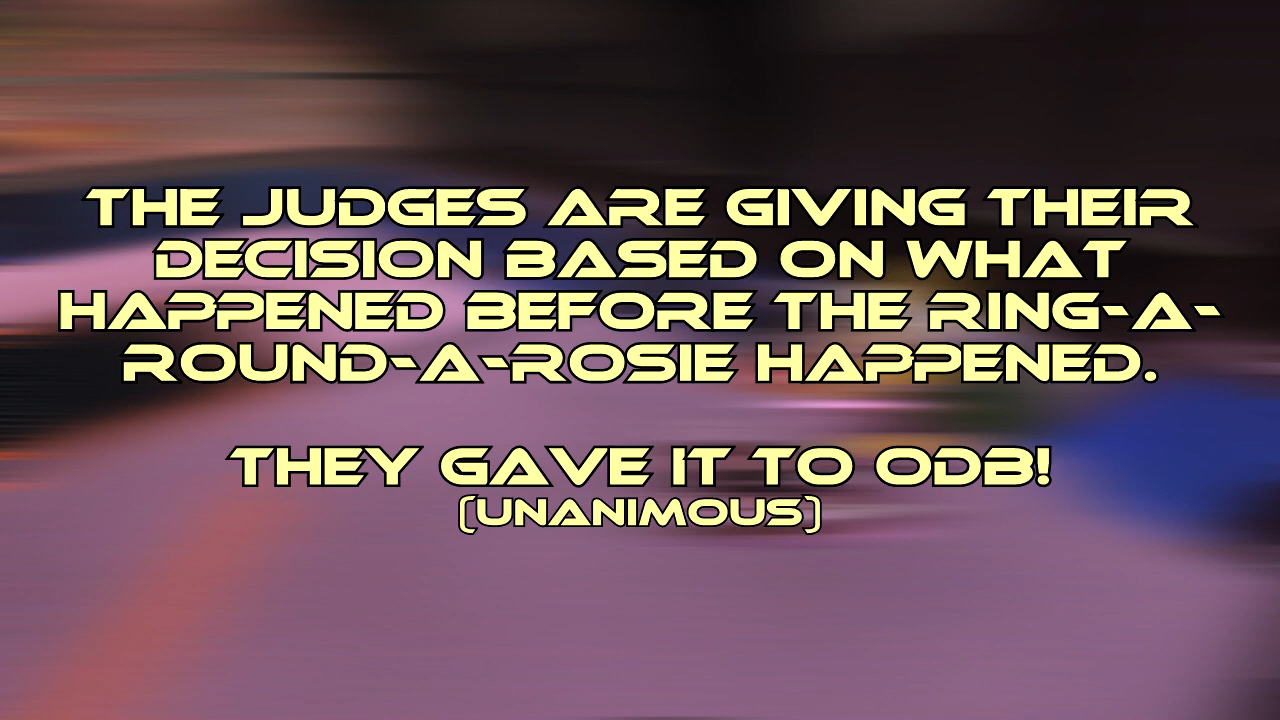 THE JUDGES ARE GIVING THEIR
DECISION BASED ON WHAT
HAPPENED BEFORE THE RING-A-
ROUND-A-ROSIE HAPPENED.
THEY GAVE IT TO ODB!
(UNANIMOUS)